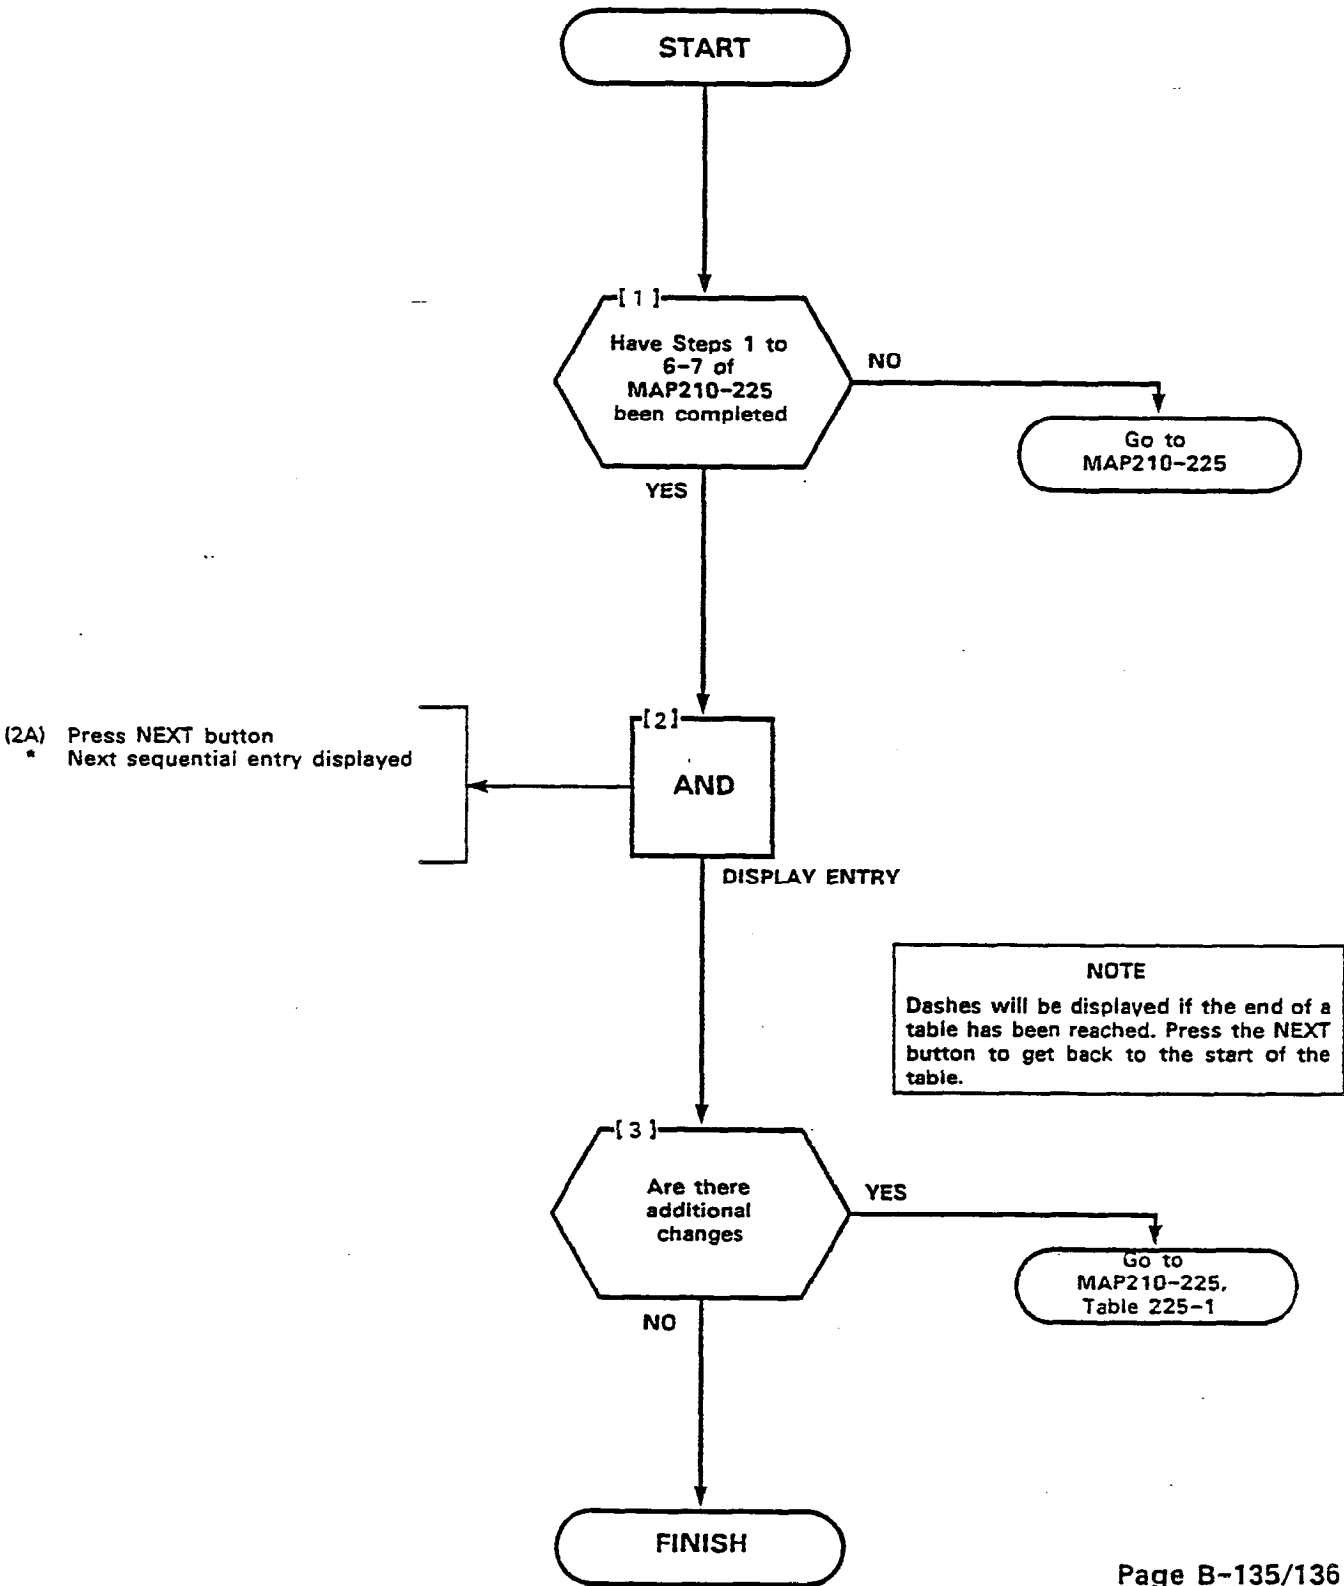 START
[ 1 ]
Have Steps 1 to
6-7 of
MAP210-225
been completed
NO
Go to
MAP210-225
YES
[2]
AND
(2A) Press NEXT button
* Next sequential entry displayed
DISPLAY ENTRY
NOTE
Dashes will be displayed if the end of a
table has been reached. Press the NEXT
button to get back to the start of the
table.
[ 3 ]
Are there
additional
changes
YES
Go to
MAP210-225,
Table 225-1
NO
FINISH
Page B-135/136